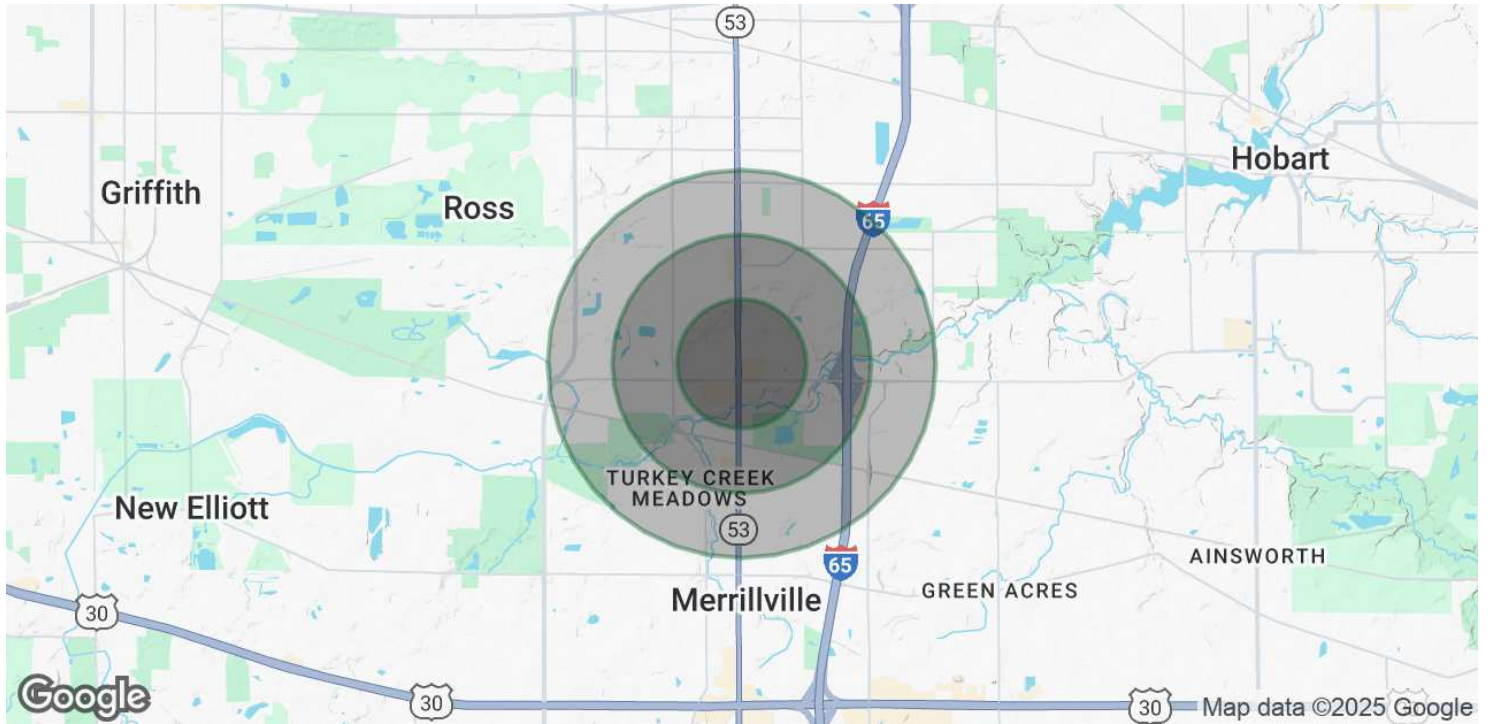 53
Hobart
Griffith
Ross
65
TURKEY CREEK
MEADOWS
New Elliott
53
65
AINSWORTH
GREEN ACRES
Merrillville
30
30
30
Google
Map data ©2025 Google